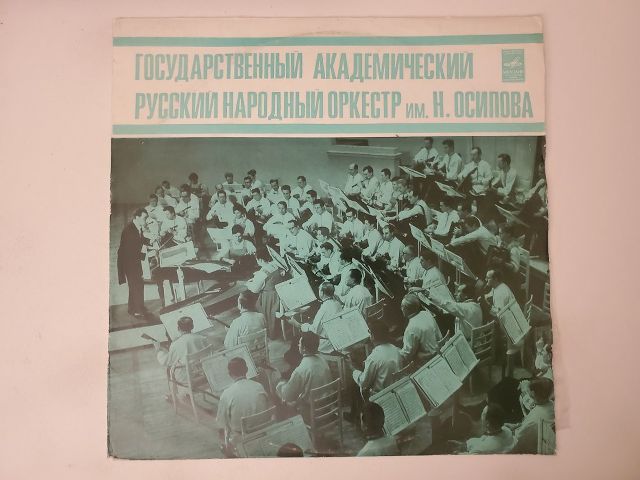 ГОСУДАРСТВЕННЫЙ АКАДЕМИЧЕСКИЙ
РУССКИЙ НАРОДНЫЙ ОРКЕСТР им. Н. ОСИПОВА